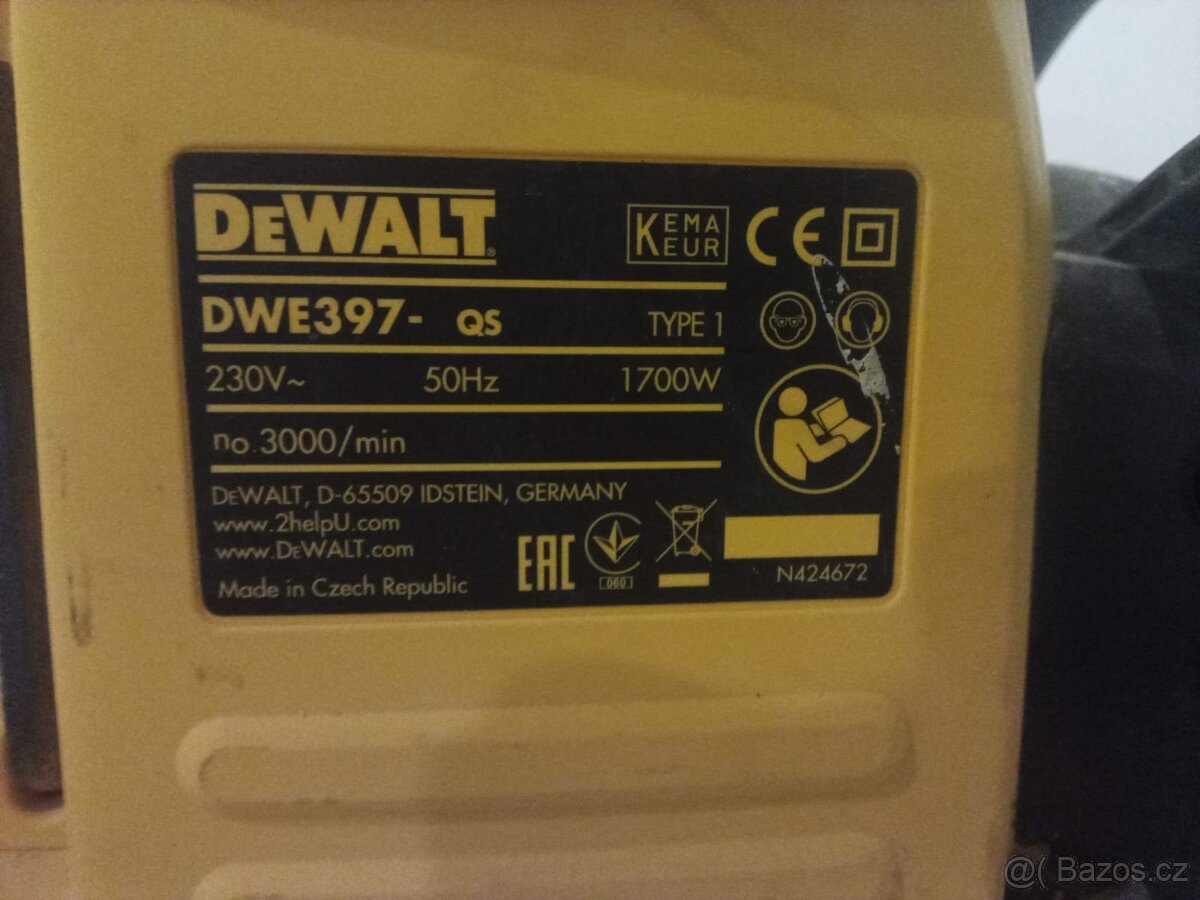 DEWALT®
KEMA
KEUR
CE
DWE397- QS TYPE 1
230V~ 50Hz 1700W
no. 3000/min
DEWALT, D-65509 IDSTEIN, GERMANY
www.2helpU.com
www.DEWALT.com
Made in Czech Republic
EAC
060
N424672
@( Bazos.cz